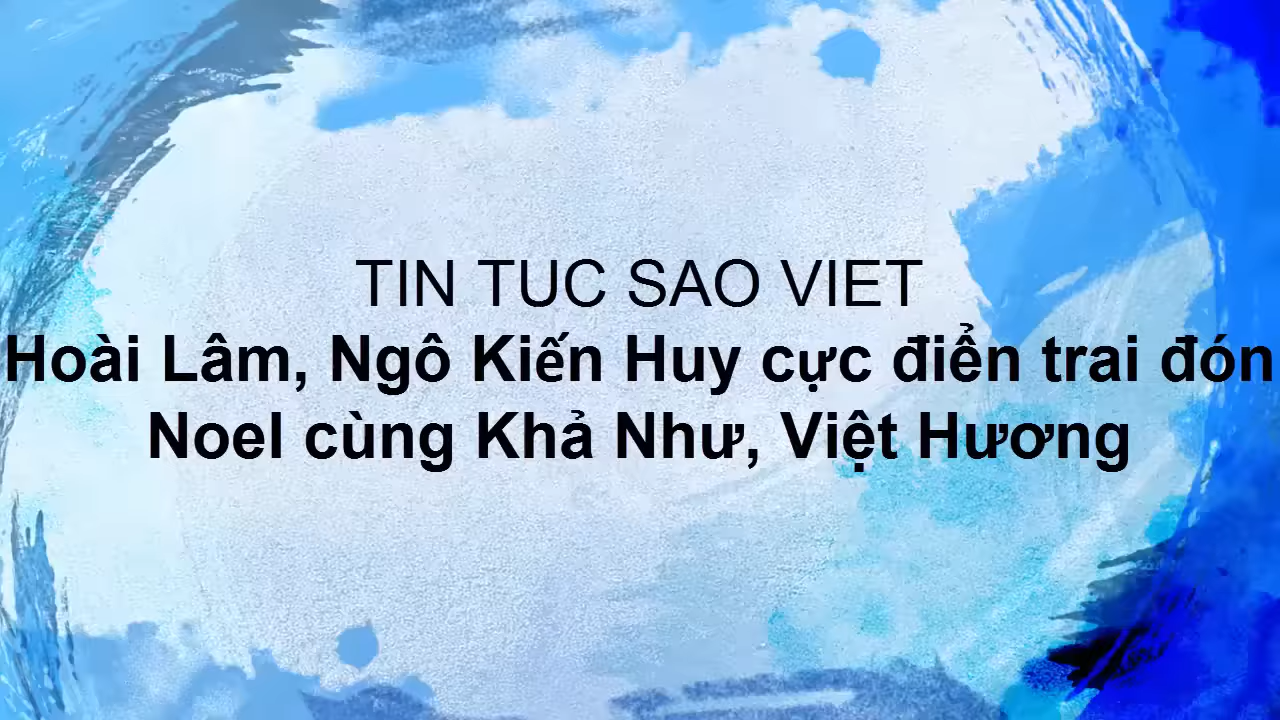 TIN TUC SAO VIET
Hoài Lâm, Ngô Kiến Huy cực điển trai đón
Noel cùng Khả Như, Việt Hương